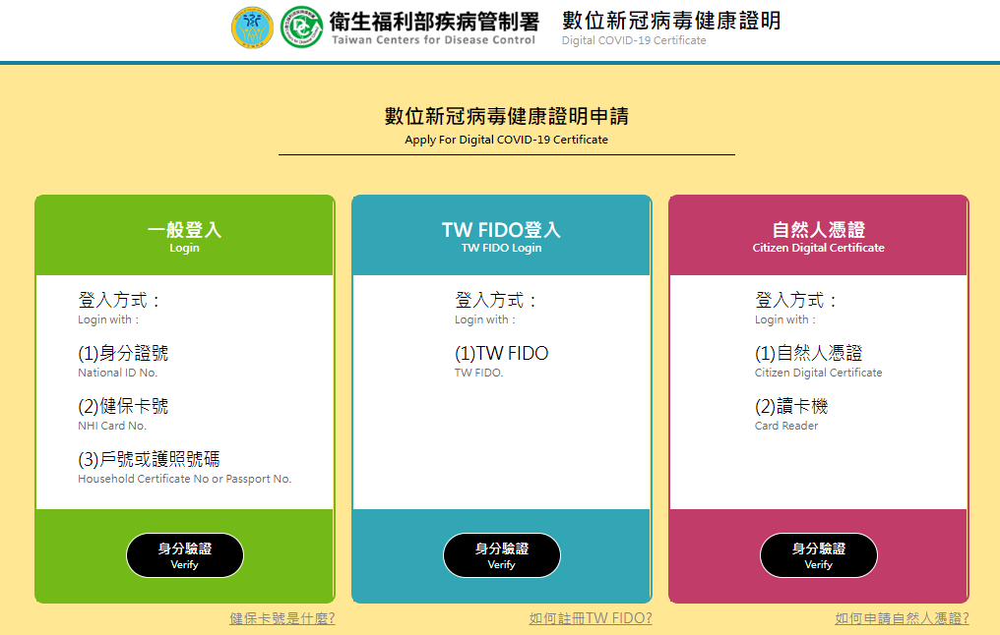 衛生福利部疾病管制署
Taiwan Centers for Disease Control
數位新冠病毒健康證明
Digital COVID-19 Certificate
數位新冠病毒健康證明申請
Apply For Digital COVID-19 Certificate
一般登入
Login
登入方式：
Login with：
(1)身分證號
National ID No.
(2)健保卡號
NHI Card No.
(3)戶號或護照號碼
Household Certificate No or Passport No.
身分驗證
Verify
健保卡號是什麼?
TW FIDO登入
TW FIDO Login
登入方式：
Login with：
(1)TW FIDO
TW FIDO.
身分驗證
Verify
如何註冊TW FIDO?
自然人憑證
Citizen Digital Certificate
登入方式：
Login with：
(1)自然人憑證
Citizen Digital Certificate
(2)讀卡機
Card Reader
身分驗證
Verify
如何申請自然人憑證?